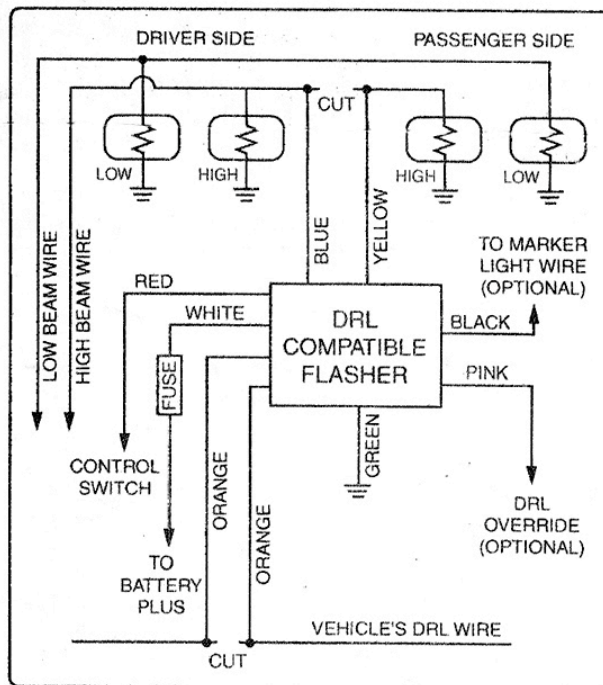 DRIVER SIDE
PASSENGER SIDE
CUT
LOW
HIGH
HIGH
LOW
LOW BEAM WIRE
HIGH BEAM WIRE
BLUE
YELLOW
TO MARKER
LIGHT WIRE
(OPTIONAL)
RED
WHITE
FUSE
DRL
COMPATIBLE
FLASHER
BLACK
PINK
GREEN
ORANGE
ORANGE
CONTROL
SWITCH
TO
BATTERY
PLUS
DRL
OVERRIDE
(OPTIONAL)
VEHICLE'S DRL WIRE
CUT